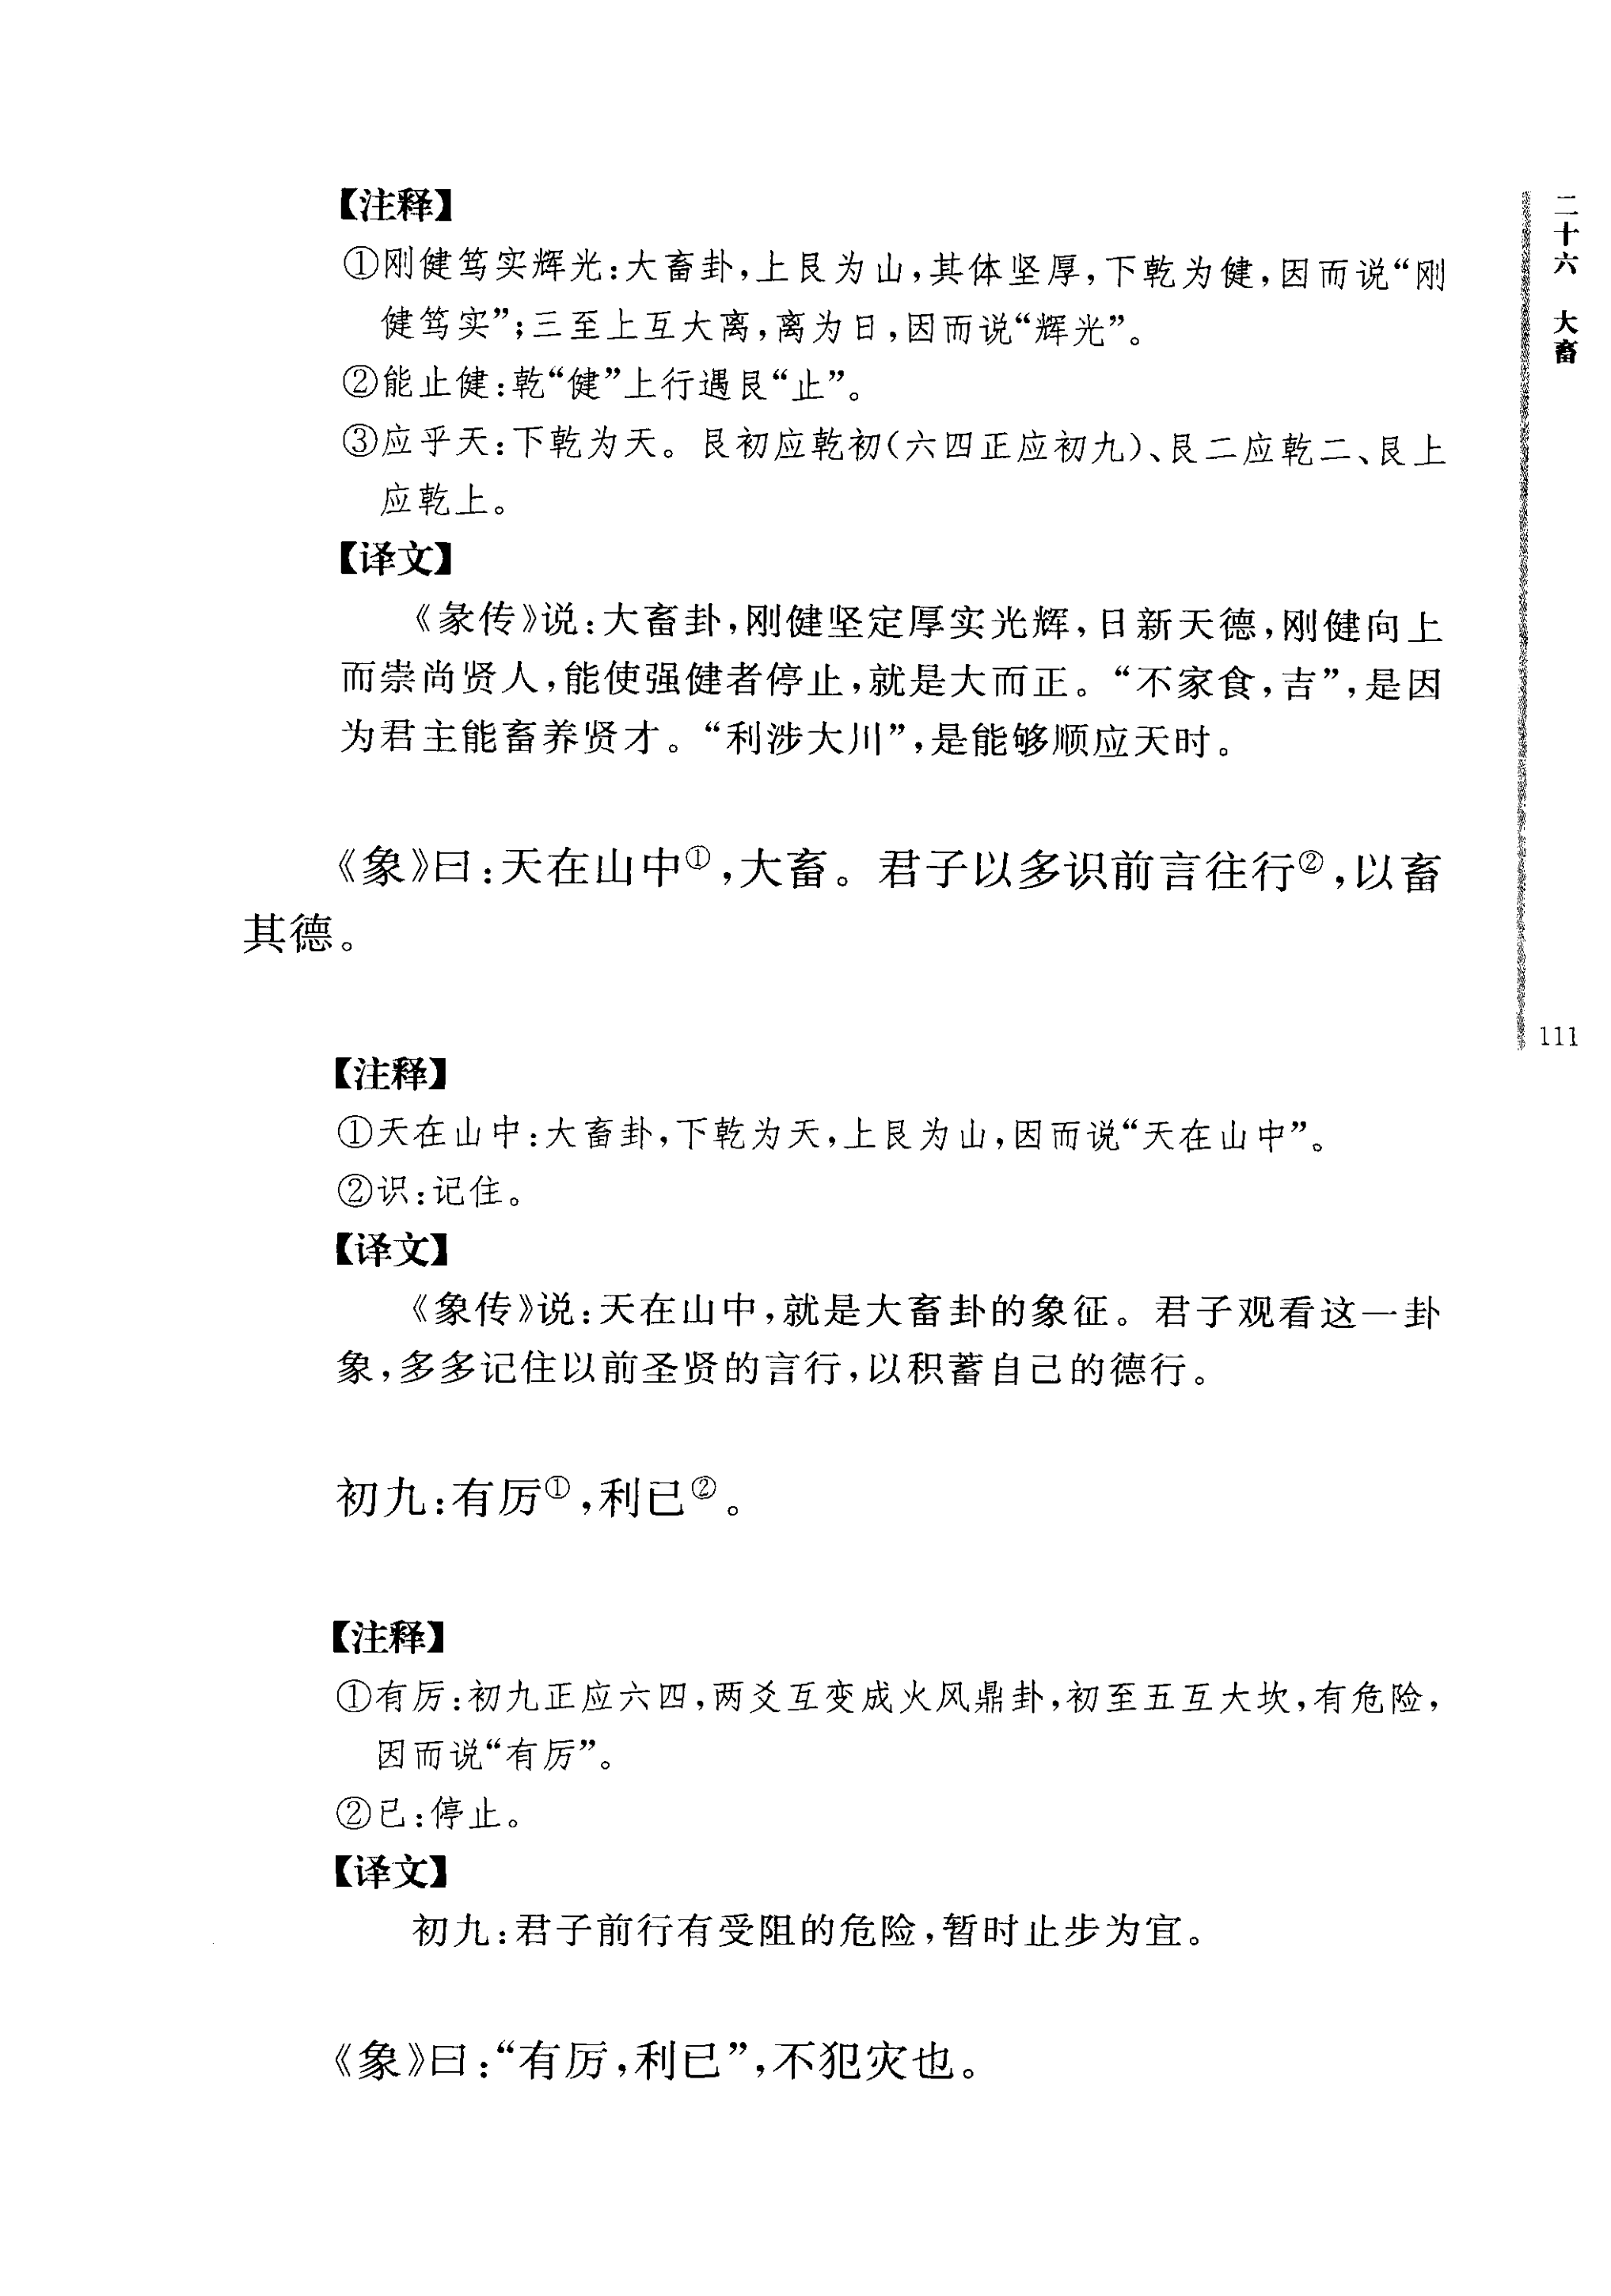 【注释】
①刚健笃实辉光：大畜卦，上艮为山，其体坚厚，下乾为健，因而说“刚
健笃实”；三至上互大离，离为日，因而说“辉光”。
②能止健：乾“健”上行遇艮“止”。
③应乎天：下乾为天。艮初应乾初（六四正应初九）、艮二应乾二、艮上
应乾上。
【译文】
《彖传》说：大畜卦，刚健坚定厚实光辉，日新天德，刚健向上
而崇尚贤人，能使强健者停止，就是大而正。“不家食，吉”，是因
为君主能畜养贤才。“利涉大川”，是能够顺应天时。
《象》曰：天在山中①，大畜。君子以多识前言往行②，以畜
其德。
【注释】
①天在山中：大畜卦，下乾为天，上艮为山，因而说“天在山中”。
②识：记住。
【译文】
《象传》说：天在山中，就是大畜卦的象征。君子观看这一卦
象，多多记住以前圣贤的言行，以积蓄自己的德行。
初九：有厉①，利已②。
【注释】
①有厉：初九正应六四，两爻互变成火风鼎卦，初至五互大坎，有危险，
因而说“有厉”。
②已：停止。
【译文】
初九：君子前行有受阻的危险，暂时止步为宜。
《象》曰：“有厉，利已”，不犯灾也。
二十六 大畜
111